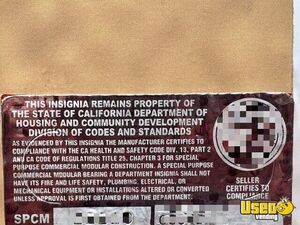 THIS INSIGNIA REMAINS PROPERTY OF
THE STATE OF CALIFORNIA DEPARTMENT OF
HOUSING AND COMMUNITY DEVELOPMENT
DIVISION OF CODES AND STANDARDS
AS EVIDENCED BY THIS INSIGNIA THE MANUFACTURER CERTIFIES TO
COMPLIANCE WITH THE CA HEALTH AND SAFETY CODE DIV. 13, PART 2
AND CA CODE OF REGULATIONS TITLE 25, CHAPTER 3 FOR SPECIAL
PURPOSE COMMERCIAL MODULAR CONSTRUCTION. A SPECIAL PURPOSE
COMMERCIAL MODULAR BEARING A DEPARTMENT INSIGNIA SHALL NOT
HAVE ITS FIRE AND LIFE SAFETY, PLUMBING, ELECTRICAL, OR
MECHANICAL EQUIPMENT OR INSTALLATIONS ALTERED OR CONVERTED
UNLESS APPROVAL IS FIRST OBTAINED FROM THE DEPARTMENT.
SELLER
CERTIFIES TO
COMPLIANCE
SPCM
Used
vending